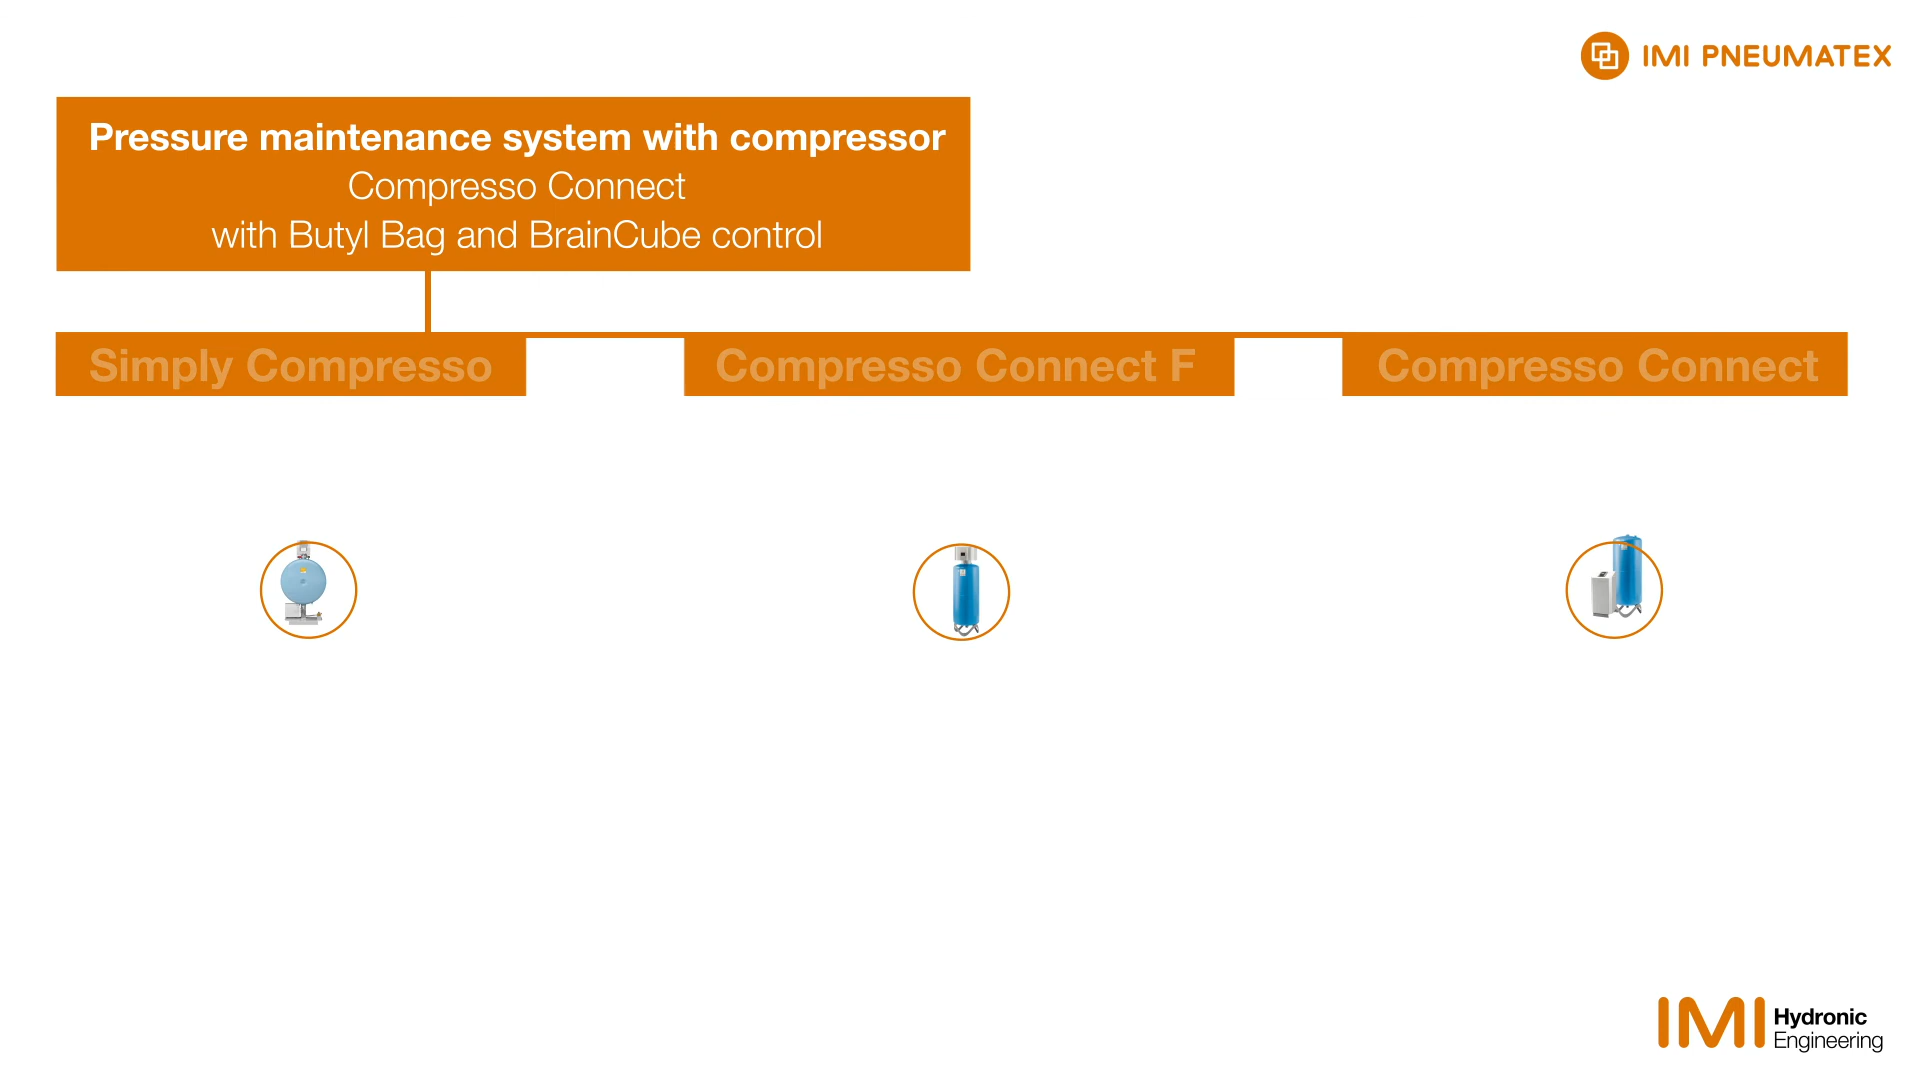 IMI PNEUMATEX
Pressure maintenance system with compressor
Compresso Connect
with Butyl Bag and BrainCube control
Simply Compresso
Compresso Connect F
Compresso Connect
IMI Hydronic
Engineering